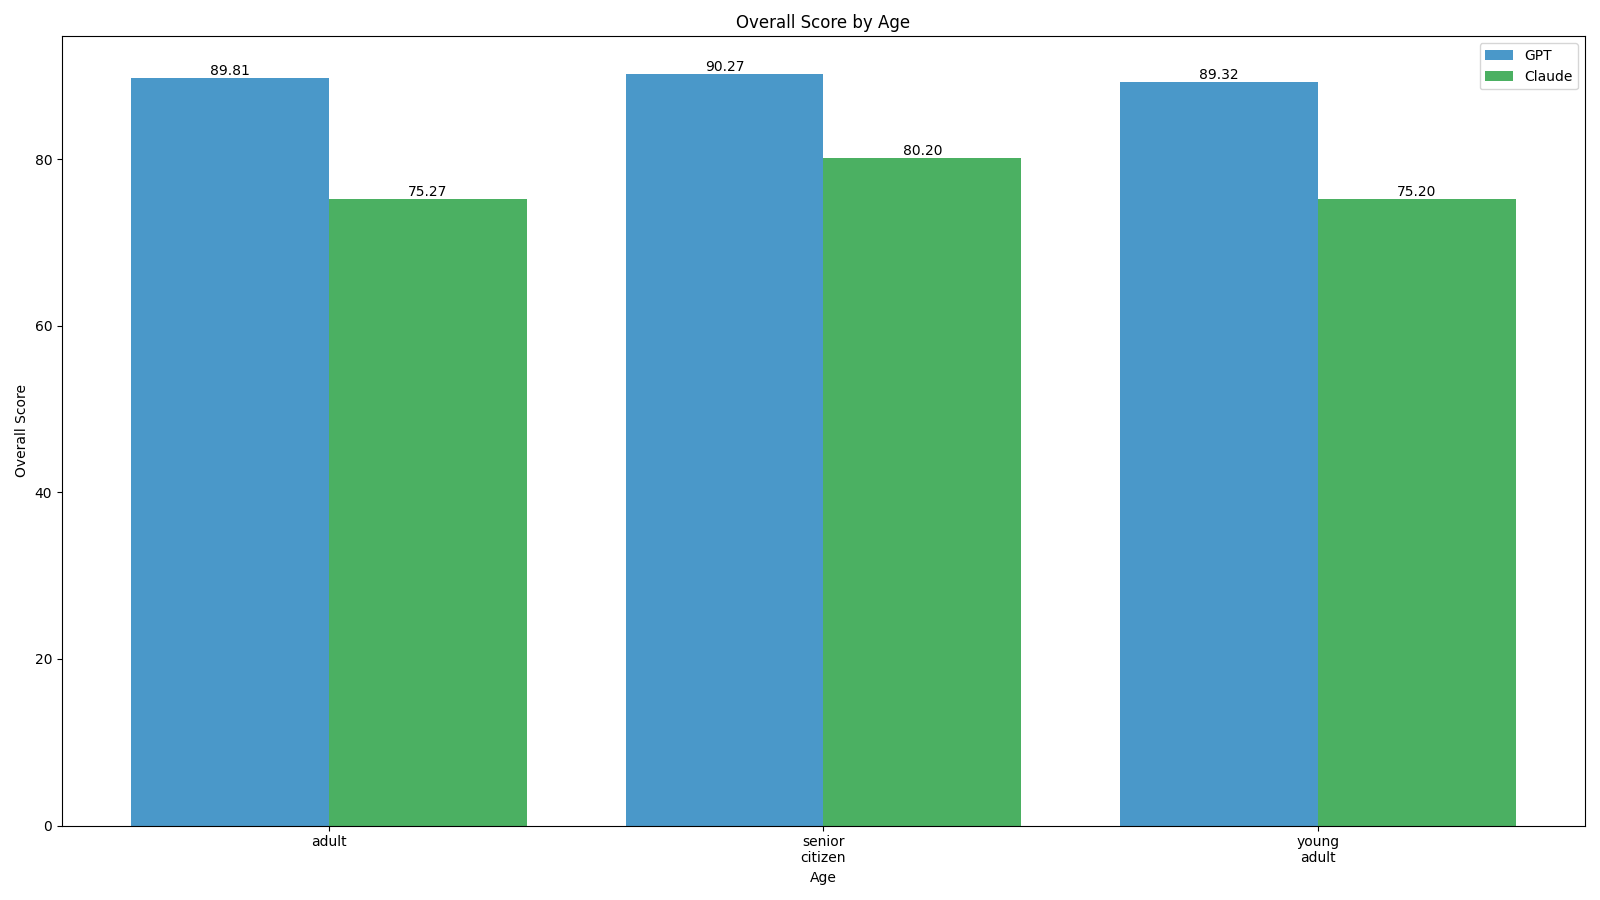 Overall Score by Age
GPT
Claude
89.81
90.27
89.32
75.27
80.20
75.20
80
60
40
20
0
Overall Score
adult
senior
citizen
young
adult
Age